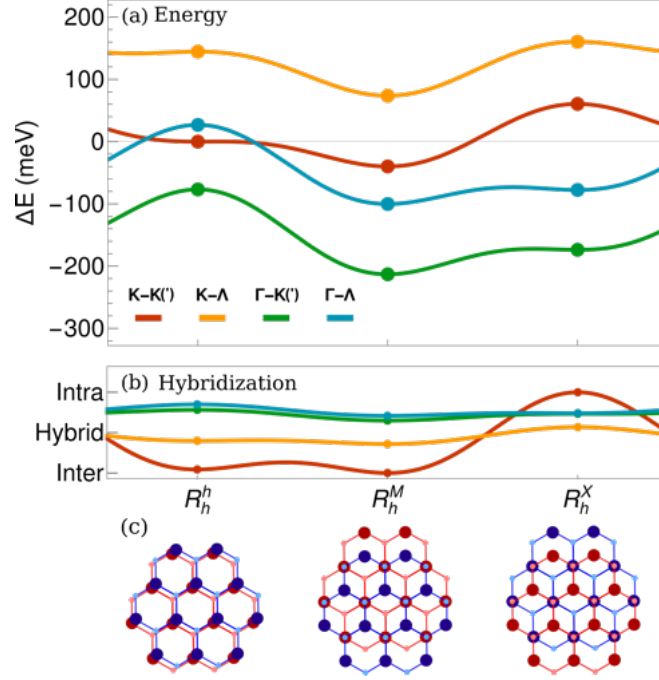 (a) Energy
200
100
0
−100
−200
−300
ΔE (meV)
K−K(') K−Λ Γ−K(') Γ−Λ
(b) Hybridization
Intra
Hybrid
Inter
R_h^h R_h^M R_h^X
(c)